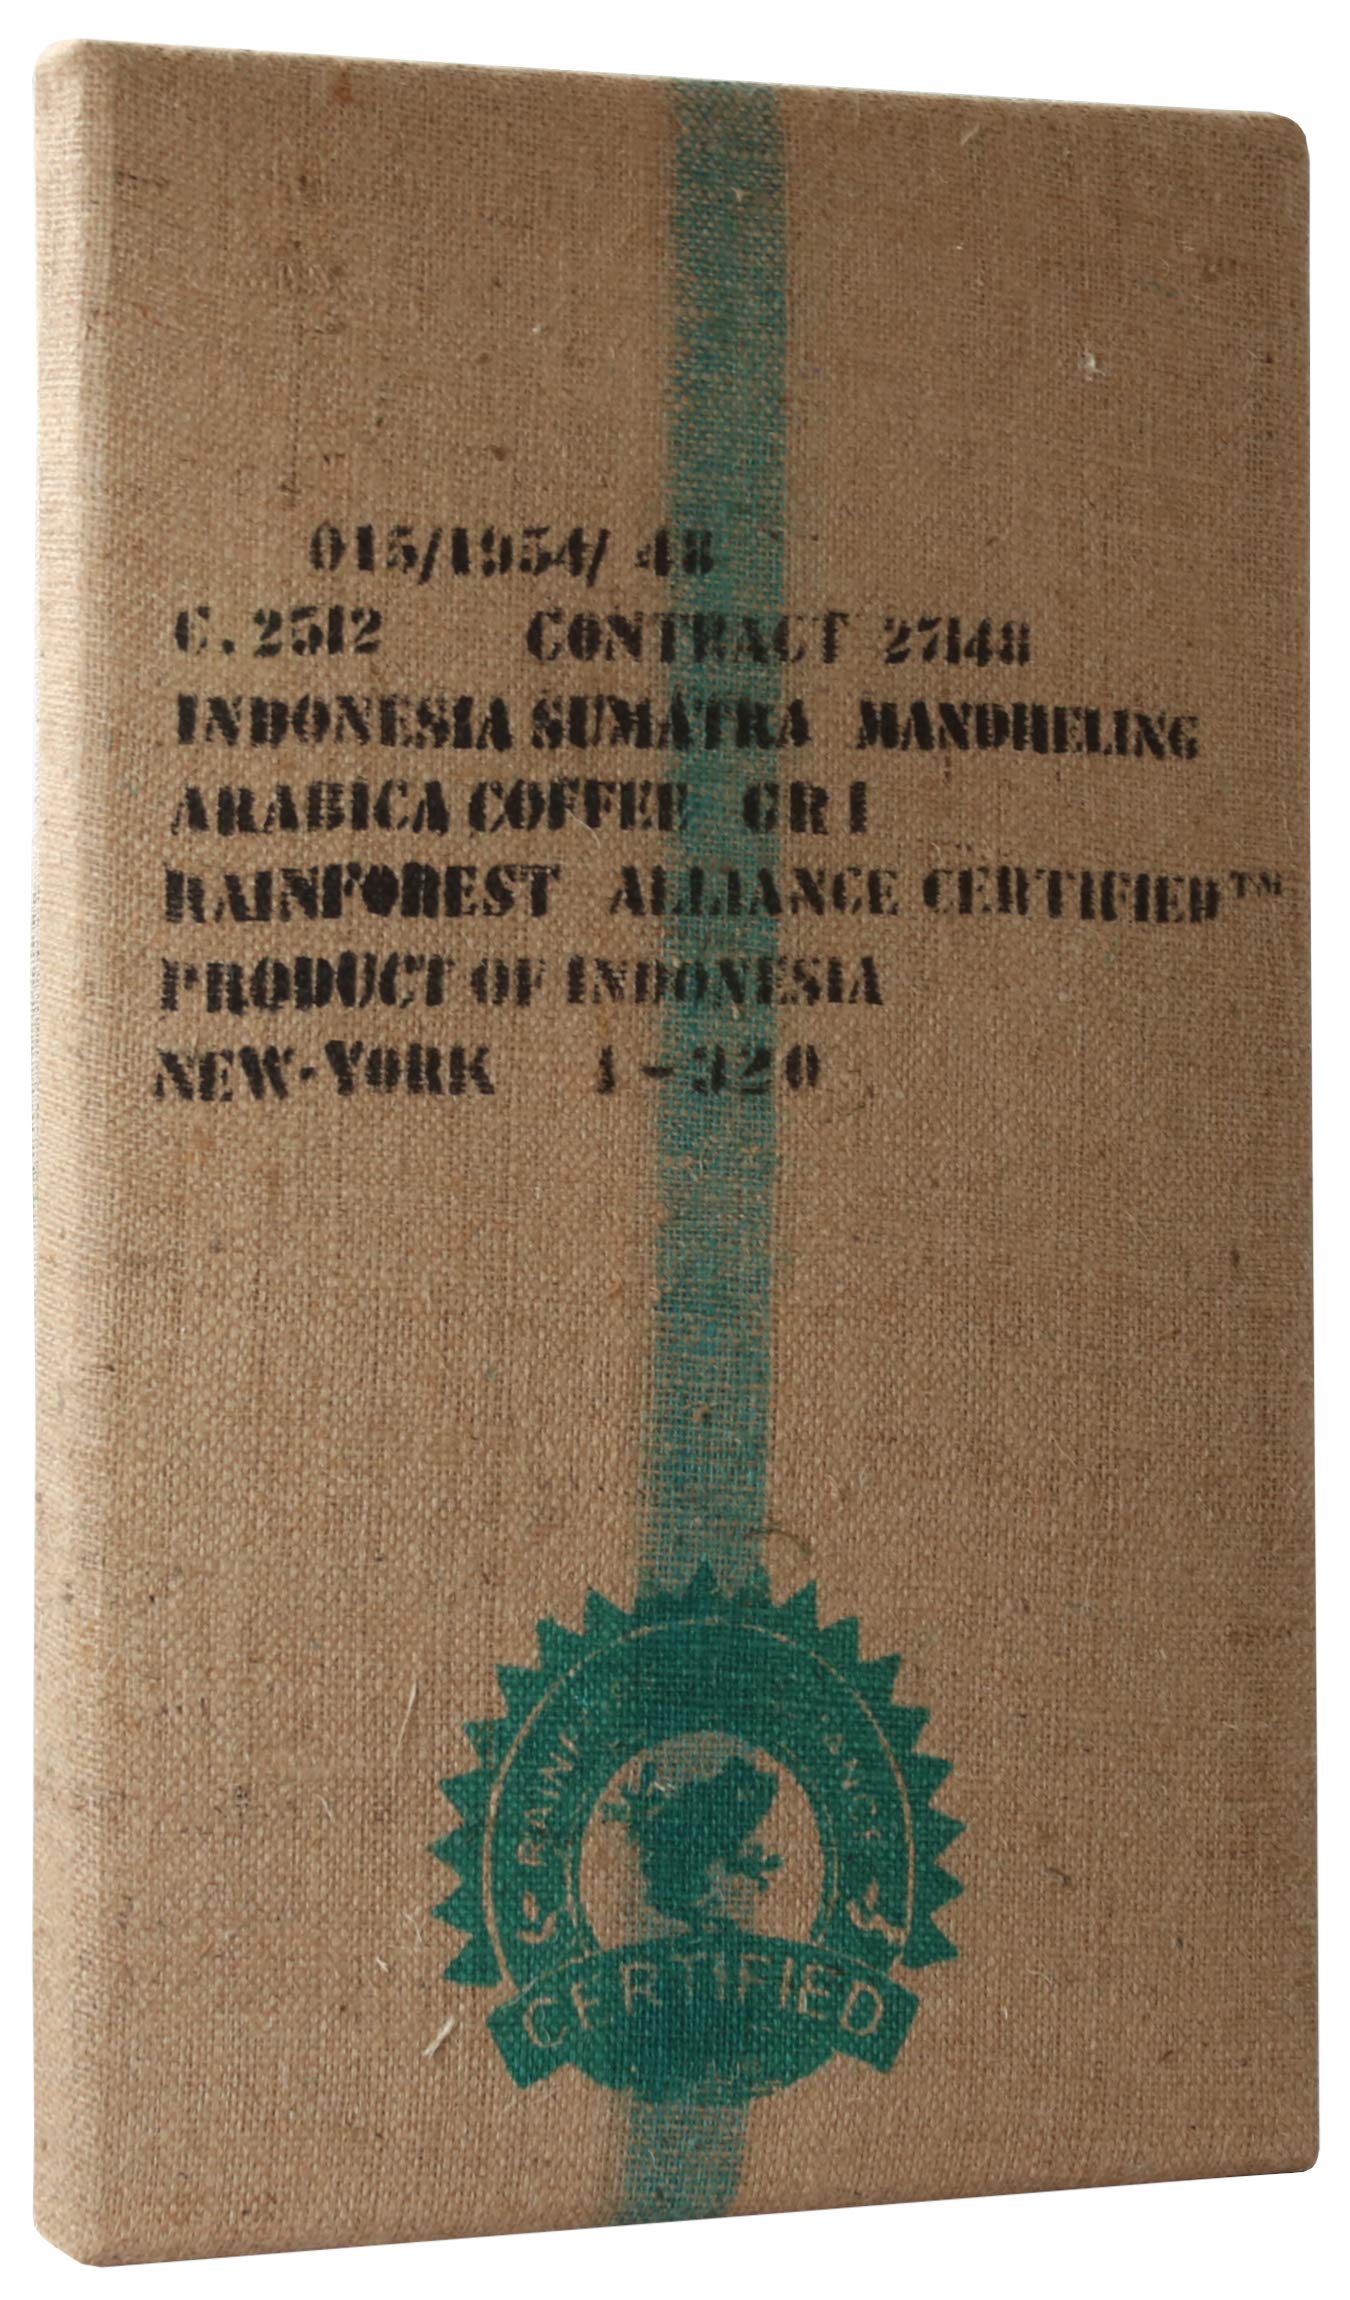 015/1954/ 48
C.2512 CONTRACT 27148
INDONESIA SUMATRA MANDHELING
ARABICA COFFEE GR 1
RAINFOREST ALLIANCE CERTIFIED™
PRODUCT OF INDONESIA
NEW-YORK 1-320
CERTIFIED